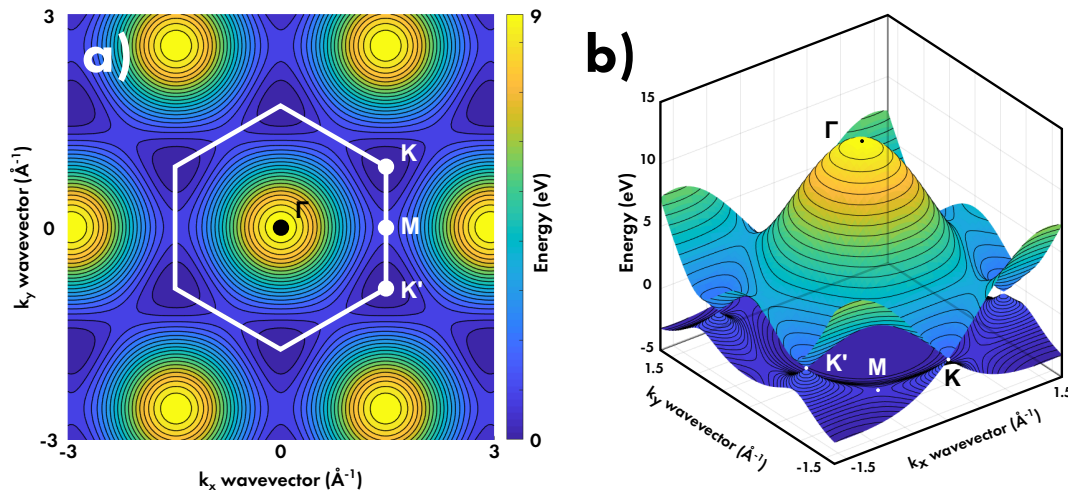 a)
3
0
-3
k_y wavevector (Å⁻¹)
-3
0
3
k_x wavevector (Å⁻¹)
Γ
K
M
K'
9
0
Energy (eV)
b)
15
10
5
0
-5
Energy (eV)
Γ
K'
M
K
1.5
k_y wavevector (Å⁻¹)
-1.5
-1.5
k_x wavevector (Å⁻¹)
1.5